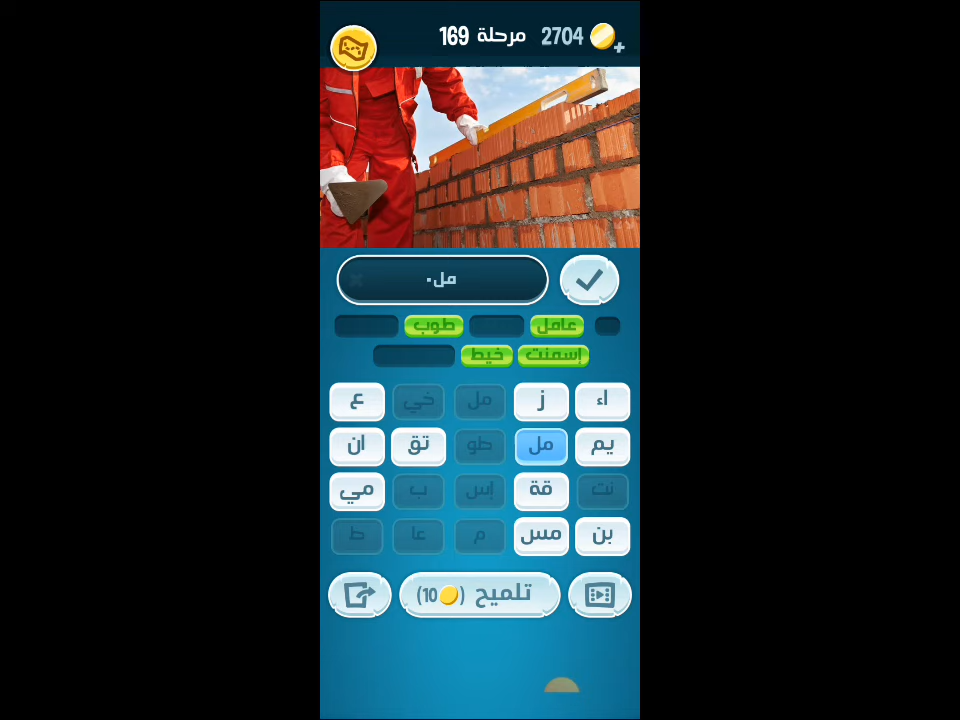 مرحلة 169 2704
مل.
عامل طوب
إسمنت خيط
اء ز مل خي ع
يم مل طو تق ان
نت قة إس ب مي
بن مس م عا ط
تلميح (10)